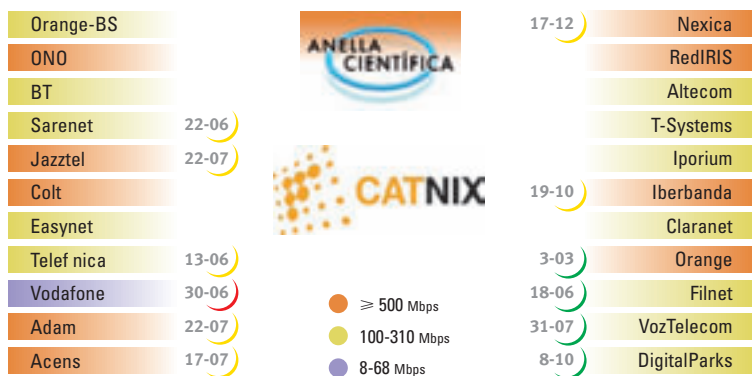 Orange-BS
ONO
BT
Sarenet 22-06
Jazztel 22-07
Colt
Easynet
Telef nica 13-06
Vodafone 30-06
Adam 22-07
Acens 17-07
ANELLA
CIENTÍFICA
CATNIX
≥ 500 Mbps
100-310 Mbps
8-68 Mbps
17-12 Nexica
RedIRIS
Altecom
T-Systems
Iporium
19-10 Iberbanda
Claranet
3-03 Orange
18-06 Filnet
31-07 VozTelecom
8-10 DigitalParks